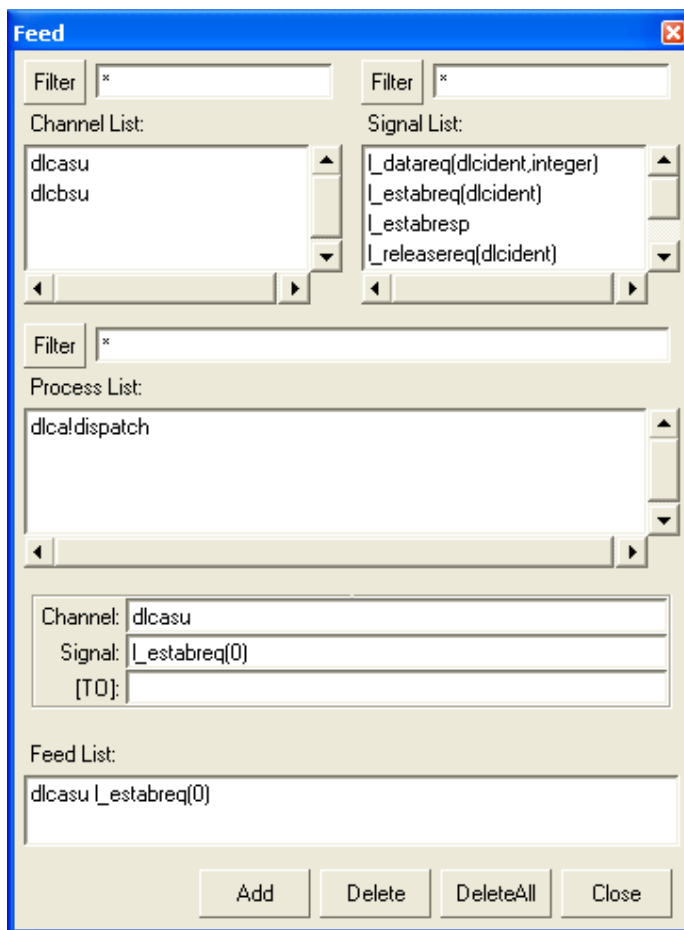 Feed
Filter * Filter *
Channel List: Signal List:
dlcasu l_datareq(dlcident,integer)
dlcbsu l_estabreq(dlcident)
l_estabresp
l_releasereq(dlcident)
Filter *
Process List:
dlca!dispatch
Channel: dlcasu
Signal: l_estabreq(0)
[TO]:
Feed List:
dlcasu l_estabreq(0)
Add Delete DeleteAll Close